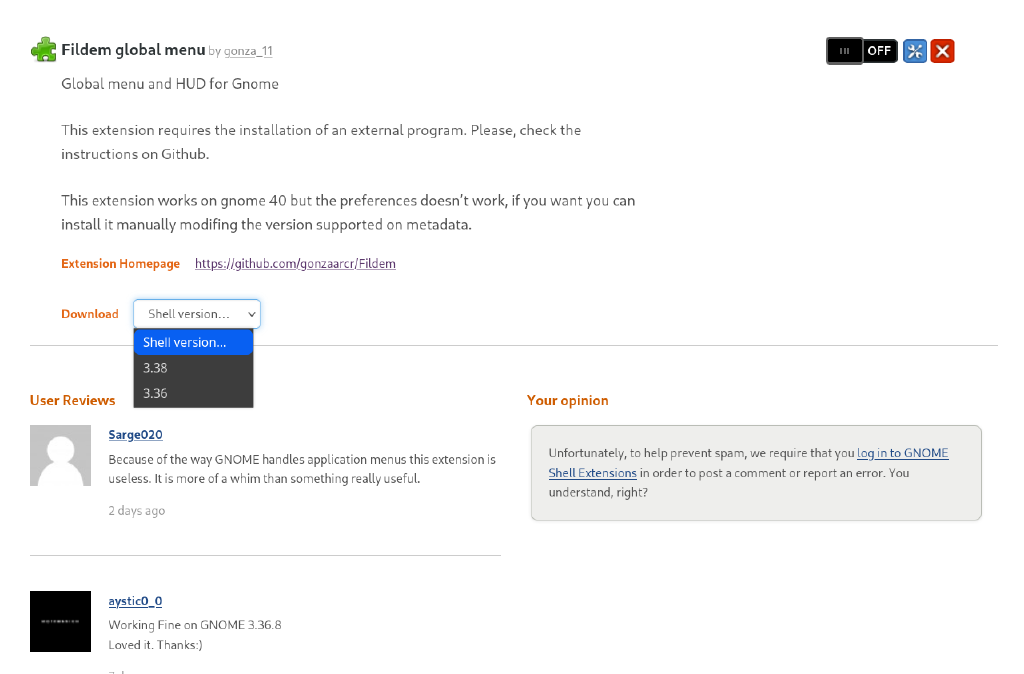 Fildem global menu by gonza_11
OFF
Global menu and HUD for Gnome
This extension requires the installation of an external program. Please, check the
instructions on Github.
This extension works on gnome 40 but the preferences doesn't work, if you want you can
install it manually modifing the version supported on metadata.
Extension Homepage https://github.com/gonzaarcr/Fildem
Download Shell version...
Shell version...
3.38
3.36
User Reviews
Sarge020
Because of the way GNOME handles application menus this extension is
useless. It is more of a whim than something really useful.
2 days ago
aystic0_0
Working Fine on GNOME 3.36.8
Loved it. Thanks:)
Your opinion
Unfortunately, to help prevent spam, we require that you log in to GNOME
Shell Extensions in order to post a comment or report an error. You
understand, right?